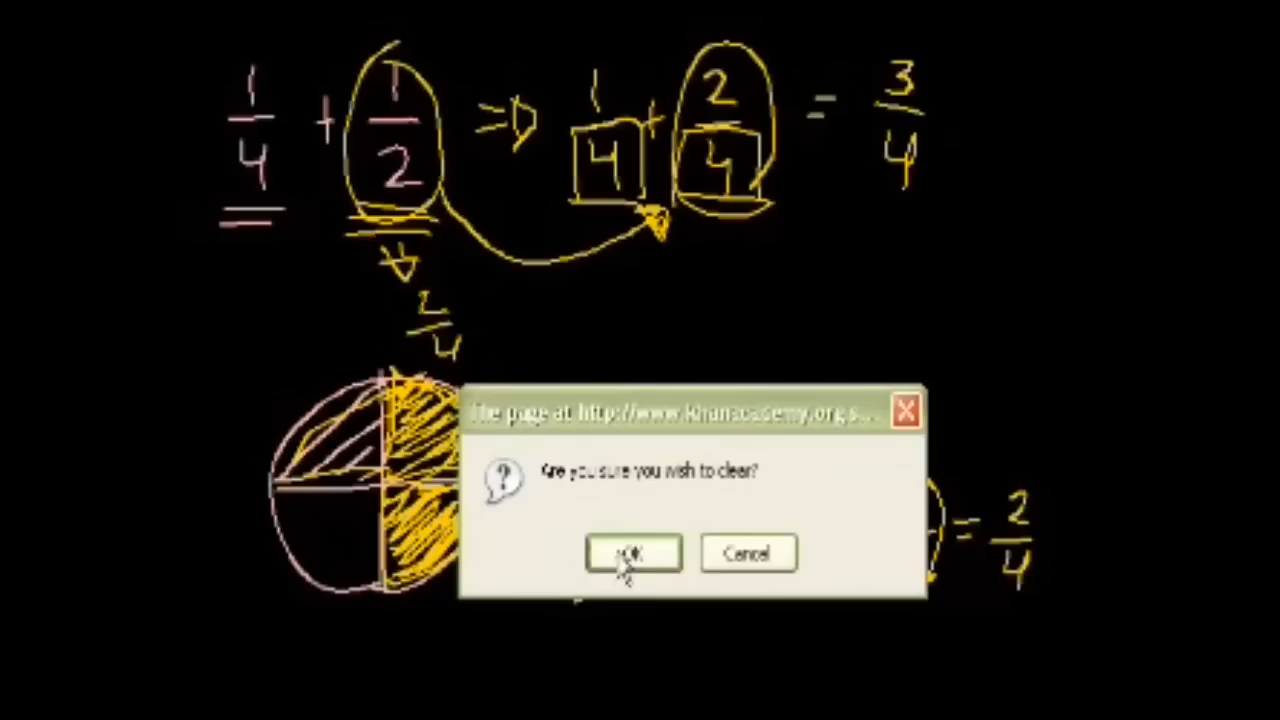 1/4 + 1/2 ⇒ 1/4 + 2/4 = 3/4
2/4
The page at http://www.khanacademy.org s...
Are you sure you wish to clear?
OK Cancel
= 2/4